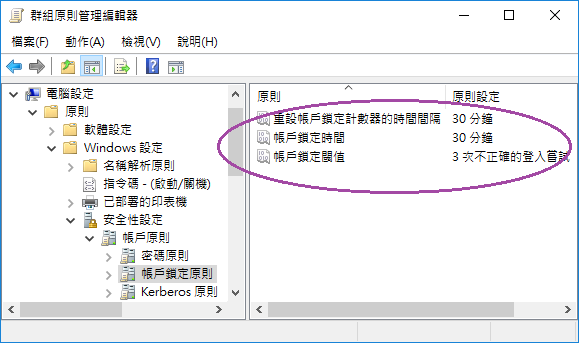 群組原則管理編輯器
檔案(F) 動作(A) 檢視(V) 說明(H)
電腦設定
原則
軟體設定
Windows 設定
名稱解析原則
指令碼 - (啟動/關機)
已部署的印表機
安全性設定
帳戶原則
密碼原則
帳戶鎖定原則
Kerberos 原則
原則 原則設定
重設帳戶鎖定計數器的時間間隔 30 分鐘
帳戶鎖定時間 30 分鐘
帳戶鎖定閾值 3 次不正確的登入嘗試